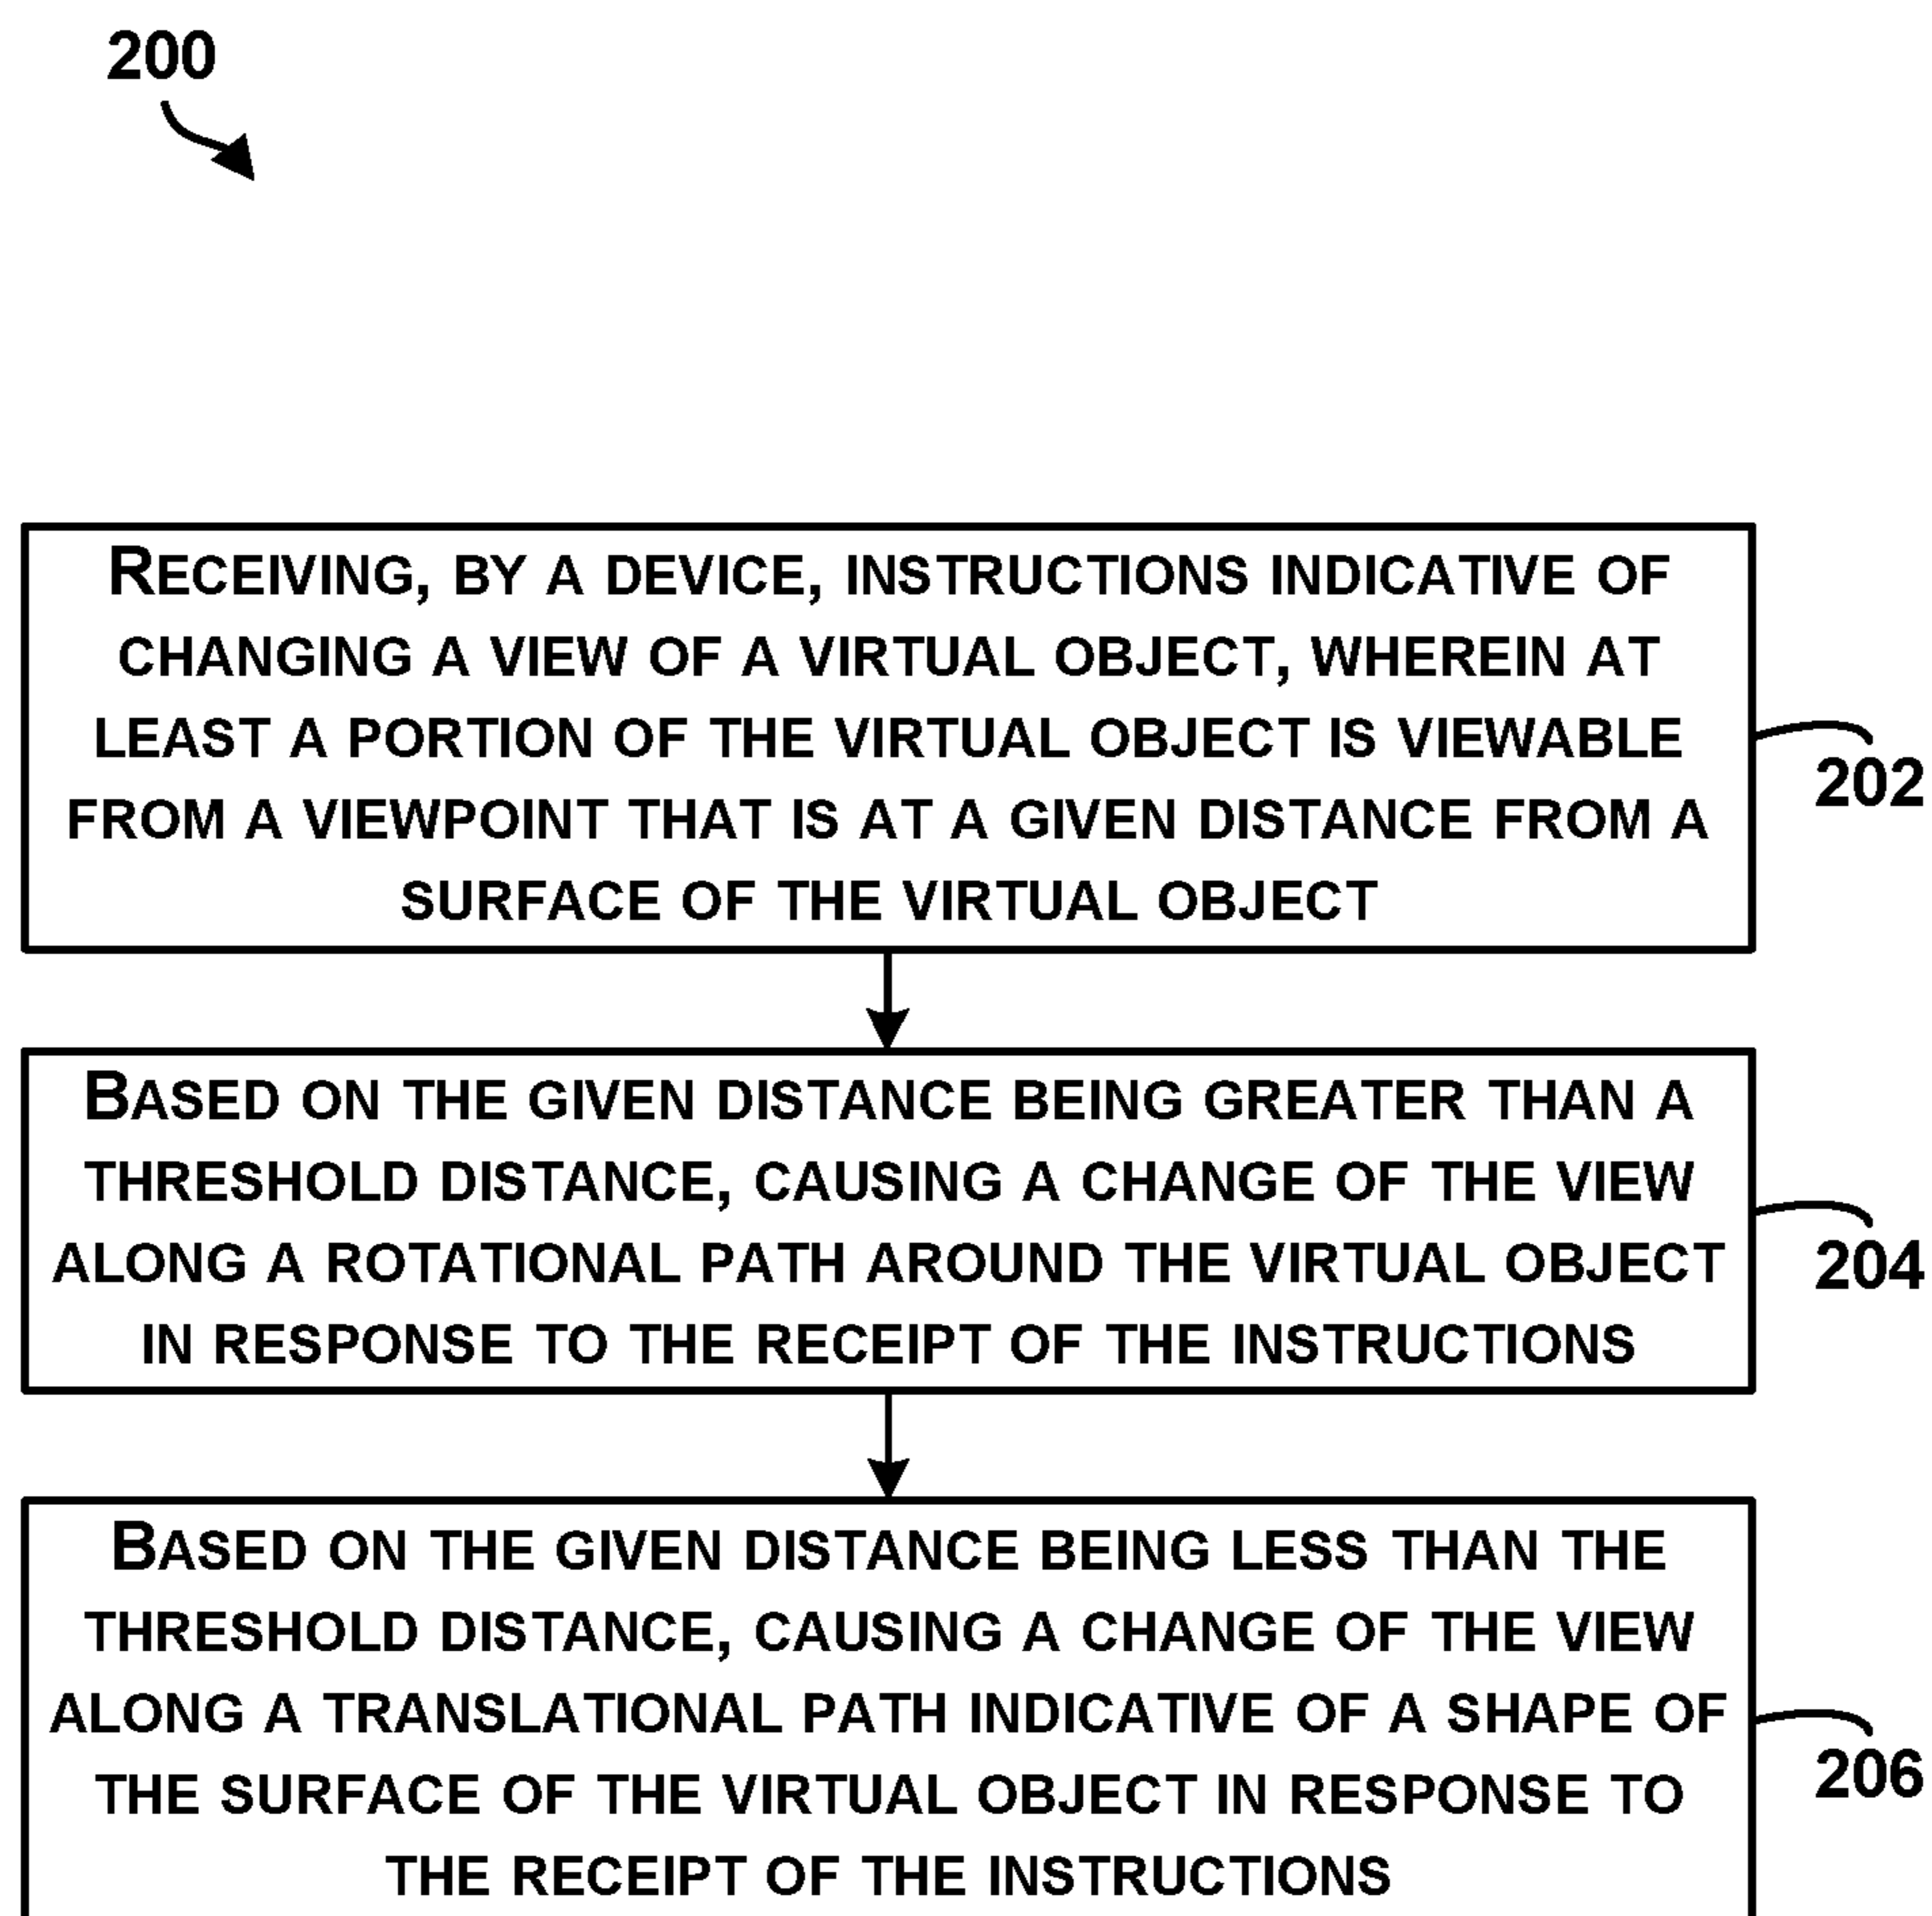 200
RECEIVING, BY A DEVICE, INSTRUCTIONS INDICATIVE OF
CHANGING A VIEW OF A VIRTUAL OBJECT, WHEREIN AT
LEAST A PORTION OF THE VIRTUAL OBJECT IS VIEWABLE
FROM A VIEWPOINT THAT IS AT A GIVEN DISTANCE FROM A
SURFACE OF THE VIRTUAL OBJECT
202
BASED ON THE GIVEN DISTANCE BEING GREATER THAN A
THRESHOLD DISTANCE, CAUSING A CHANGE OF THE VIEW
ALONG A ROTATIONAL PATH AROUND THE VIRTUAL OBJECT
IN RESPONSE TO THE RECEIPT OF THE INSTRUCTIONS
204
BASED ON THE GIVEN DISTANCE BEING LESS THAN THE
THRESHOLD DISTANCE, CAUSING A CHANGE OF THE VIEW
ALONG A TRANSLATIONAL PATH INDICATIVE OF A SHAPE OF
THE SURFACE OF THE VIRTUAL OBJECT IN RESPONSE TO
THE RECEIPT OF THE INSTRUCTIONS
206